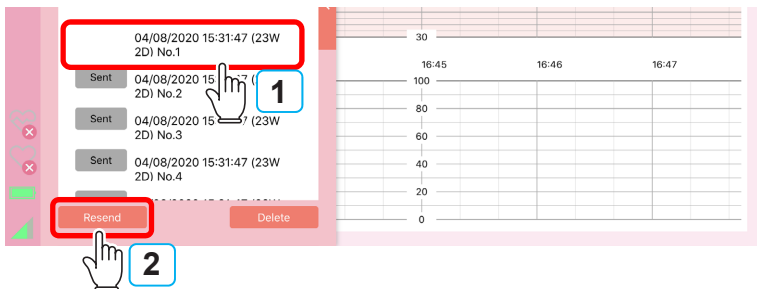 04/08/2020 15:31:47 (23W
2D) No.1
1
Sent
04/08/2020 15 7 (
2D) No.2
Sent
04/08/2020 15 7 (23W
2D) No.3
Sent
04/08/2020 15:31:47 (23W
2D) No.4
Resend
Delete
2
30
16:45 16:46 16:47
100
80
60
40
20
0